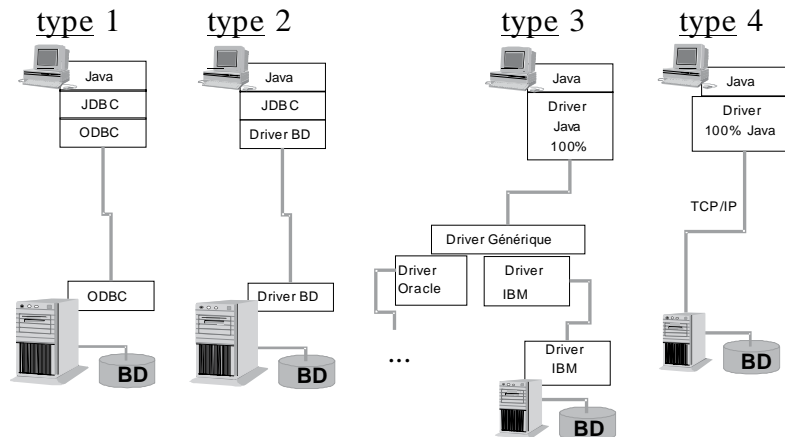 type 1
Java
JDBC
ODBC
ODBC
BD
type 2
Java
JDBC
Driver BD
Driver BD
BD
type 3
Java
Driver
Java
100%
Driver Générique
Driver
Oracle
...
Driver
IBM
Driver
IBM
BD
type 4
Java
Driver
100% Java
TCP/IP
BD